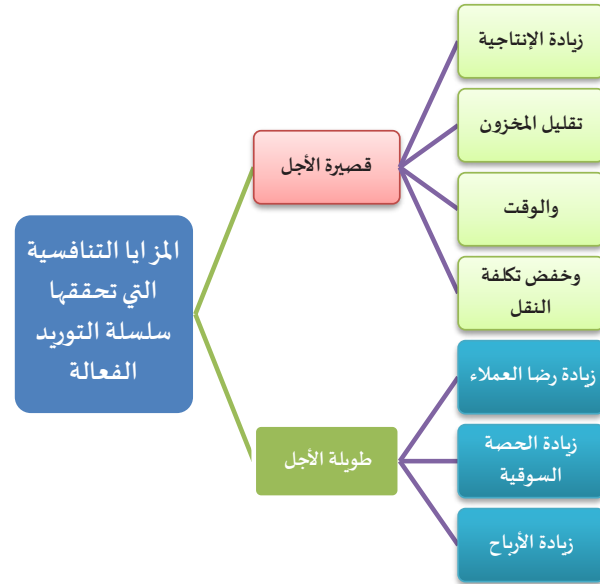 المزايا التنافسية
التي تحققها
سلسلة التوريد
الفعالة
قصيرة الأجل
زيادة الإنتاجية
تقليل المخزون
والوقت
وخفض تكلفة
النقل
طويلة الأجل
زيادة رضا العملاء
زيادة الحصة
السوقية
زيادة الأرباح